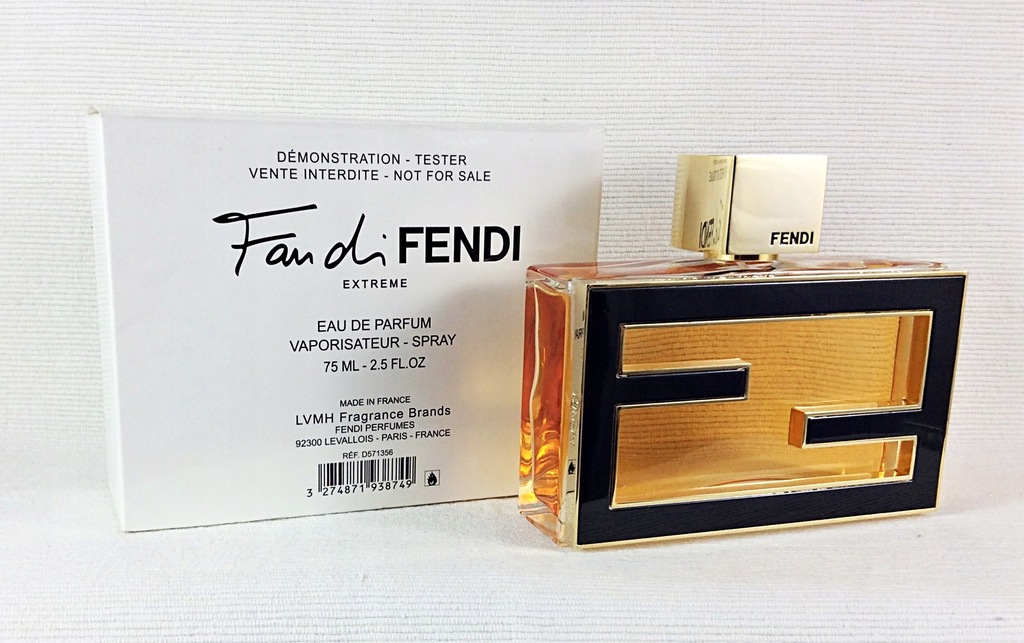 DÉMONSTRATION - TESTER
VENTE INTERDITE - NOT FOR SALE
Fan di FENDI
EXTREME
EAU DE PARFUM
VAPORISATEUR - SPRAY
75 ML - 2.5 FL.OZ
MADE IN FRANCE
LVMH Fragrance Brands
FENDI PERFUMES
92300 LEVALLOIS - PARIS - FRANCE
RÉF. D571356
3 274871 938749
FENDI